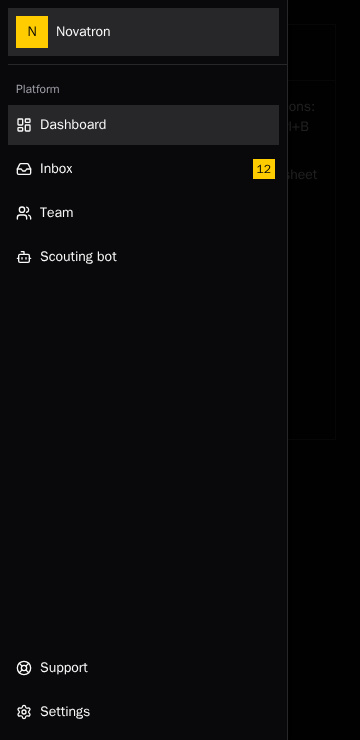 N Novatron
Platform
Dashboard
Inbox 12
Team
Scouting bot
Support
Settings